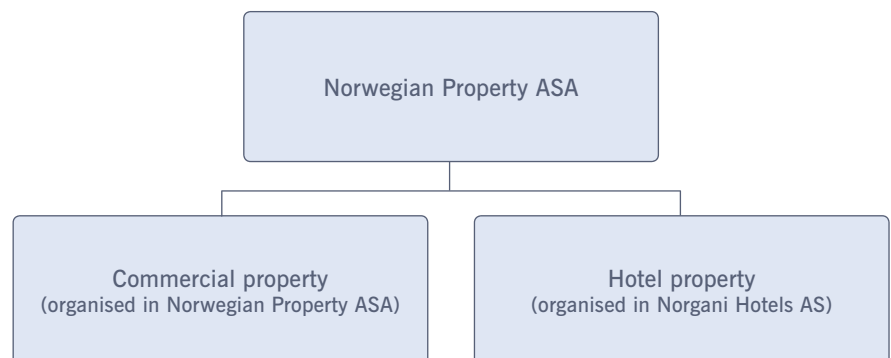 Norwegian Property ASA
Commercial property
(organised in Norwegian Property ASA)
Hotel property
(organised in Norgani Hotels AS)